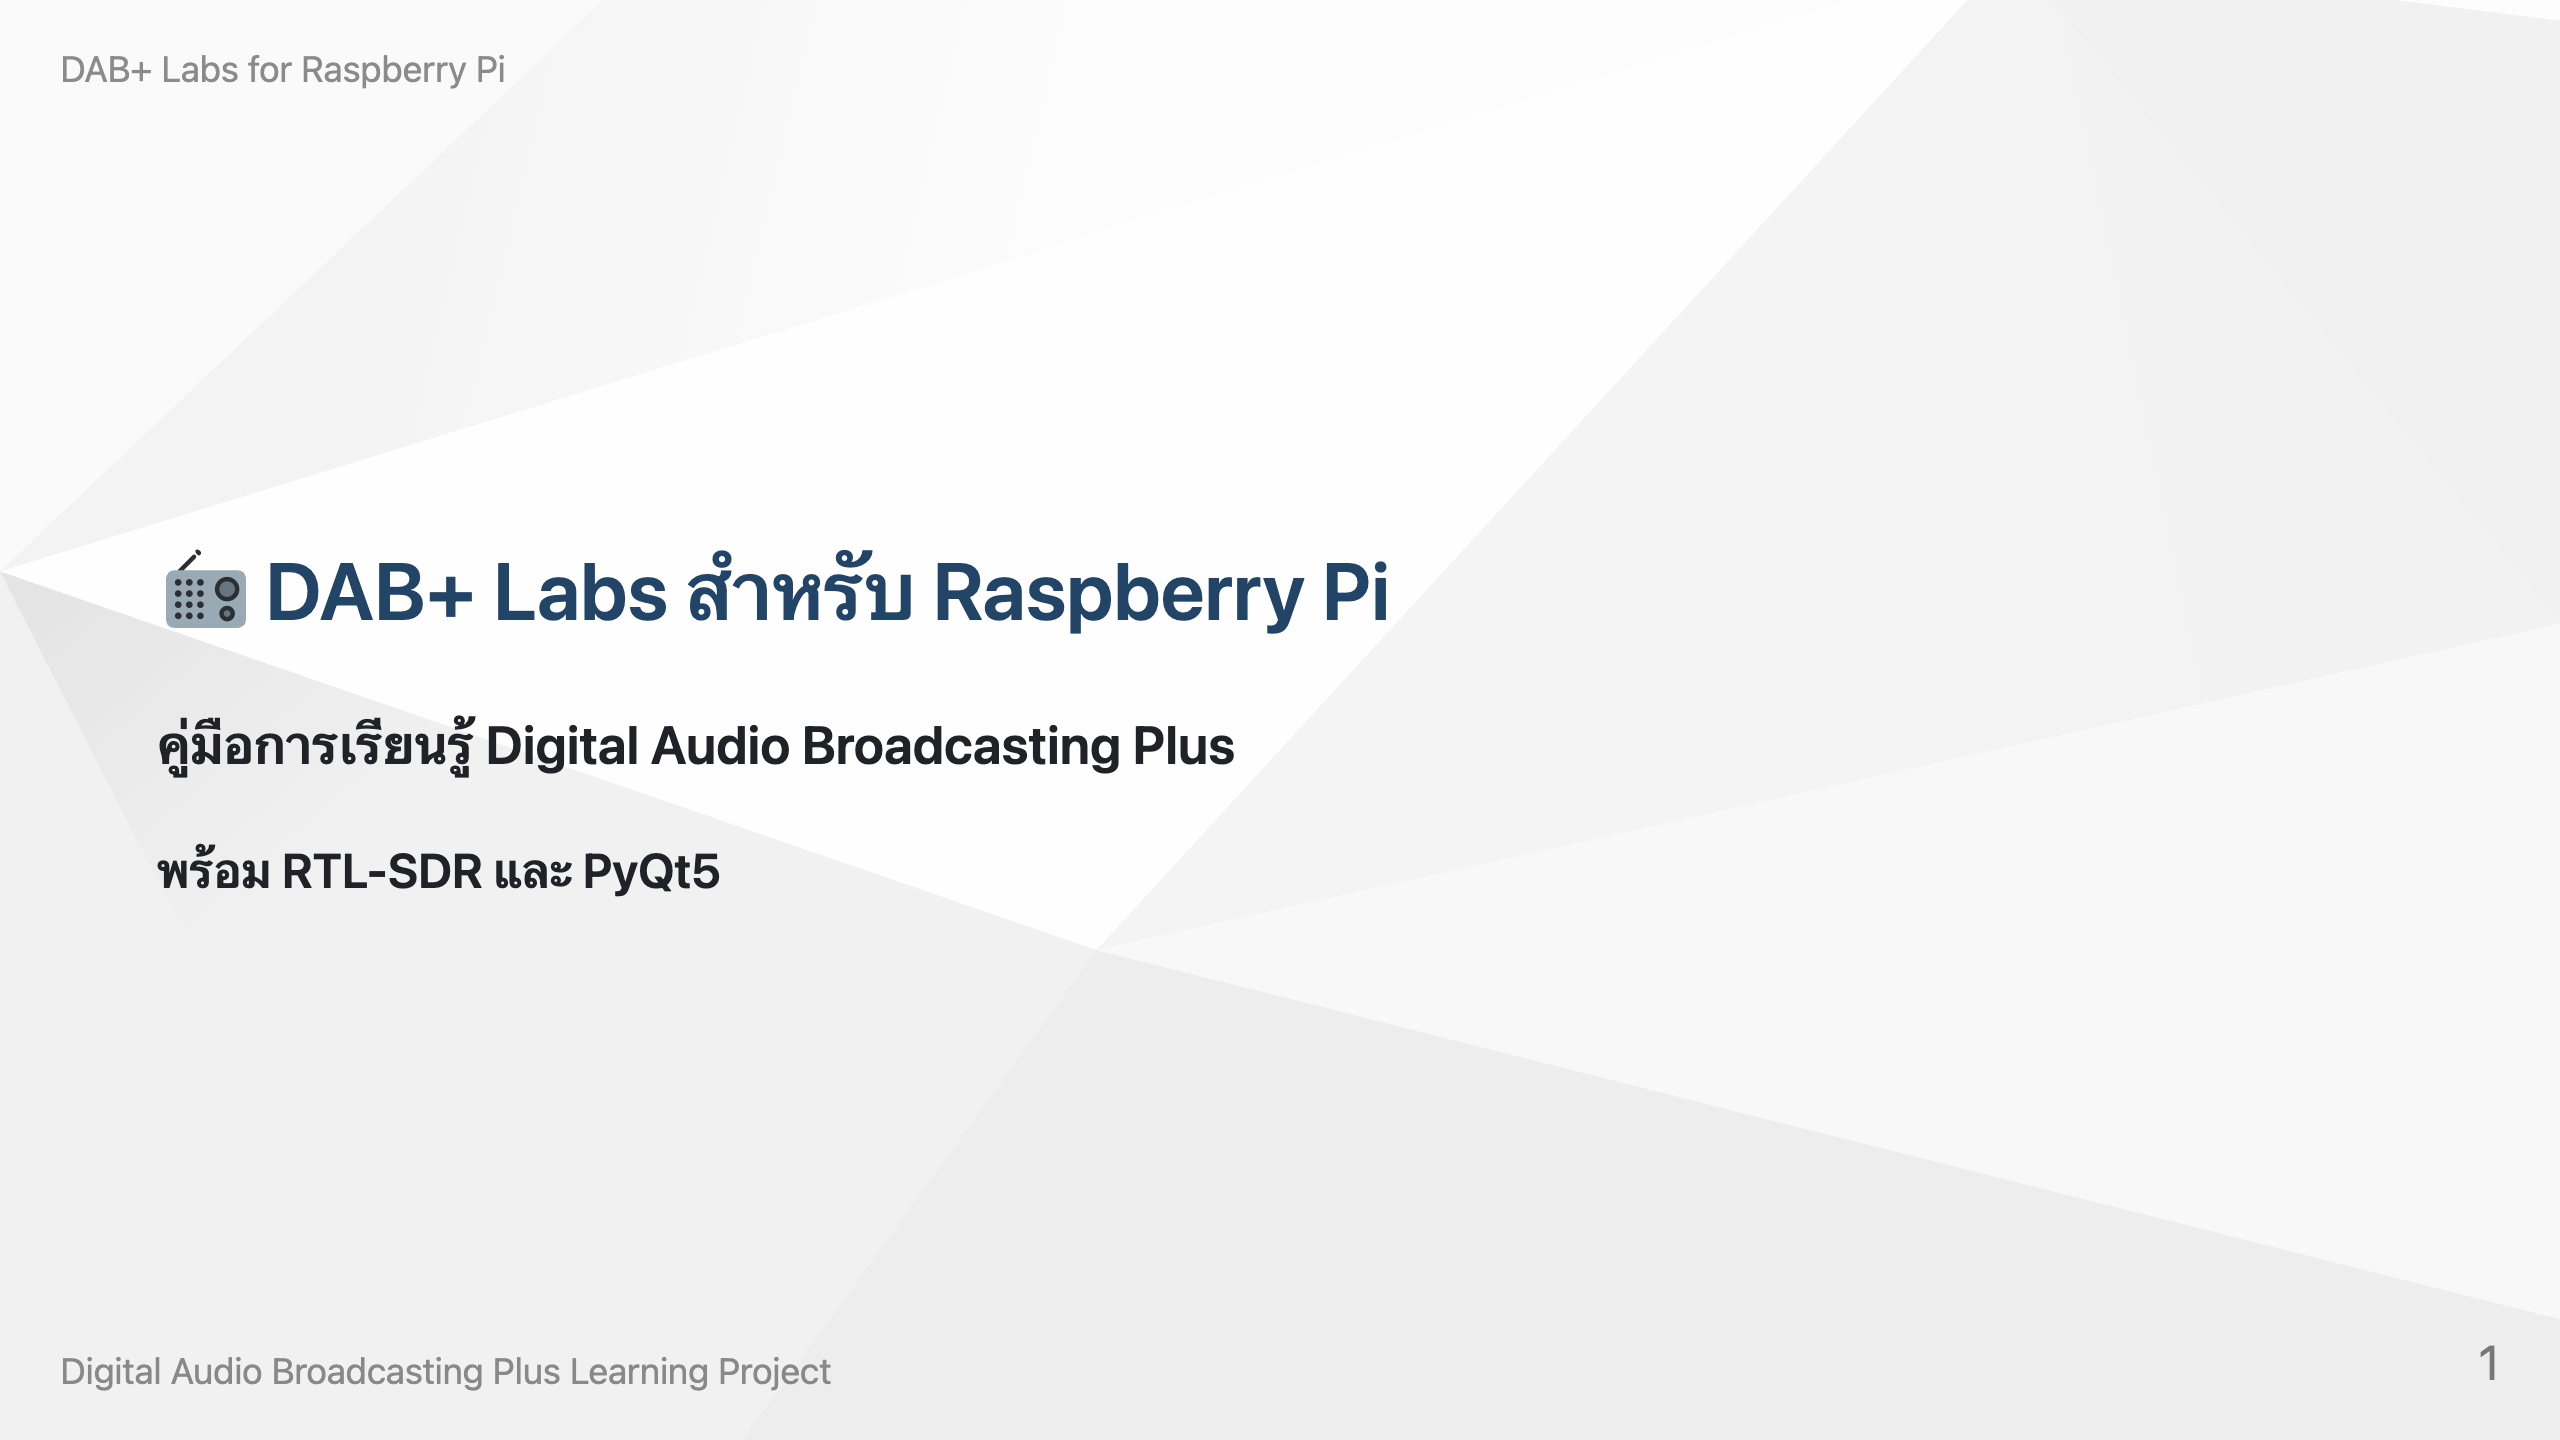 DAB+ Labs for Raspberry Pi
📻 DAB+ Labs สำหรับ Raspberry Pi
คู่มือการเรียนรู้ Digital Audio Broadcasting Plus
พร้อม RTL-SDR และ PyQt5
Digital Audio Broadcasting Plus Learning Project
1